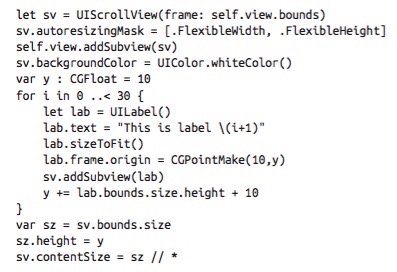 let sv = UIScrollView(frame: self.view.bounds)
sv.autoresizingMask = [.FlexibleWidth, .FlexibleHeight]
self.view.addSubview(sv)
sv.backgroundColor = UIColor.whiteColor()
var y : CGFloat = 10
for i in 0 ..< 30 {
    let lab = UILabel()
    lab.text = "This is label \(i+1)"
    lab.sizeToFit()
    lab.frame.origin = CGPointMake(10,y)
    sv.addSubview(lab)
    y += lab.bounds.size.height + 10
}
var sz = sv.bounds.size
sz.height = y
sv.contentSize = sz // *